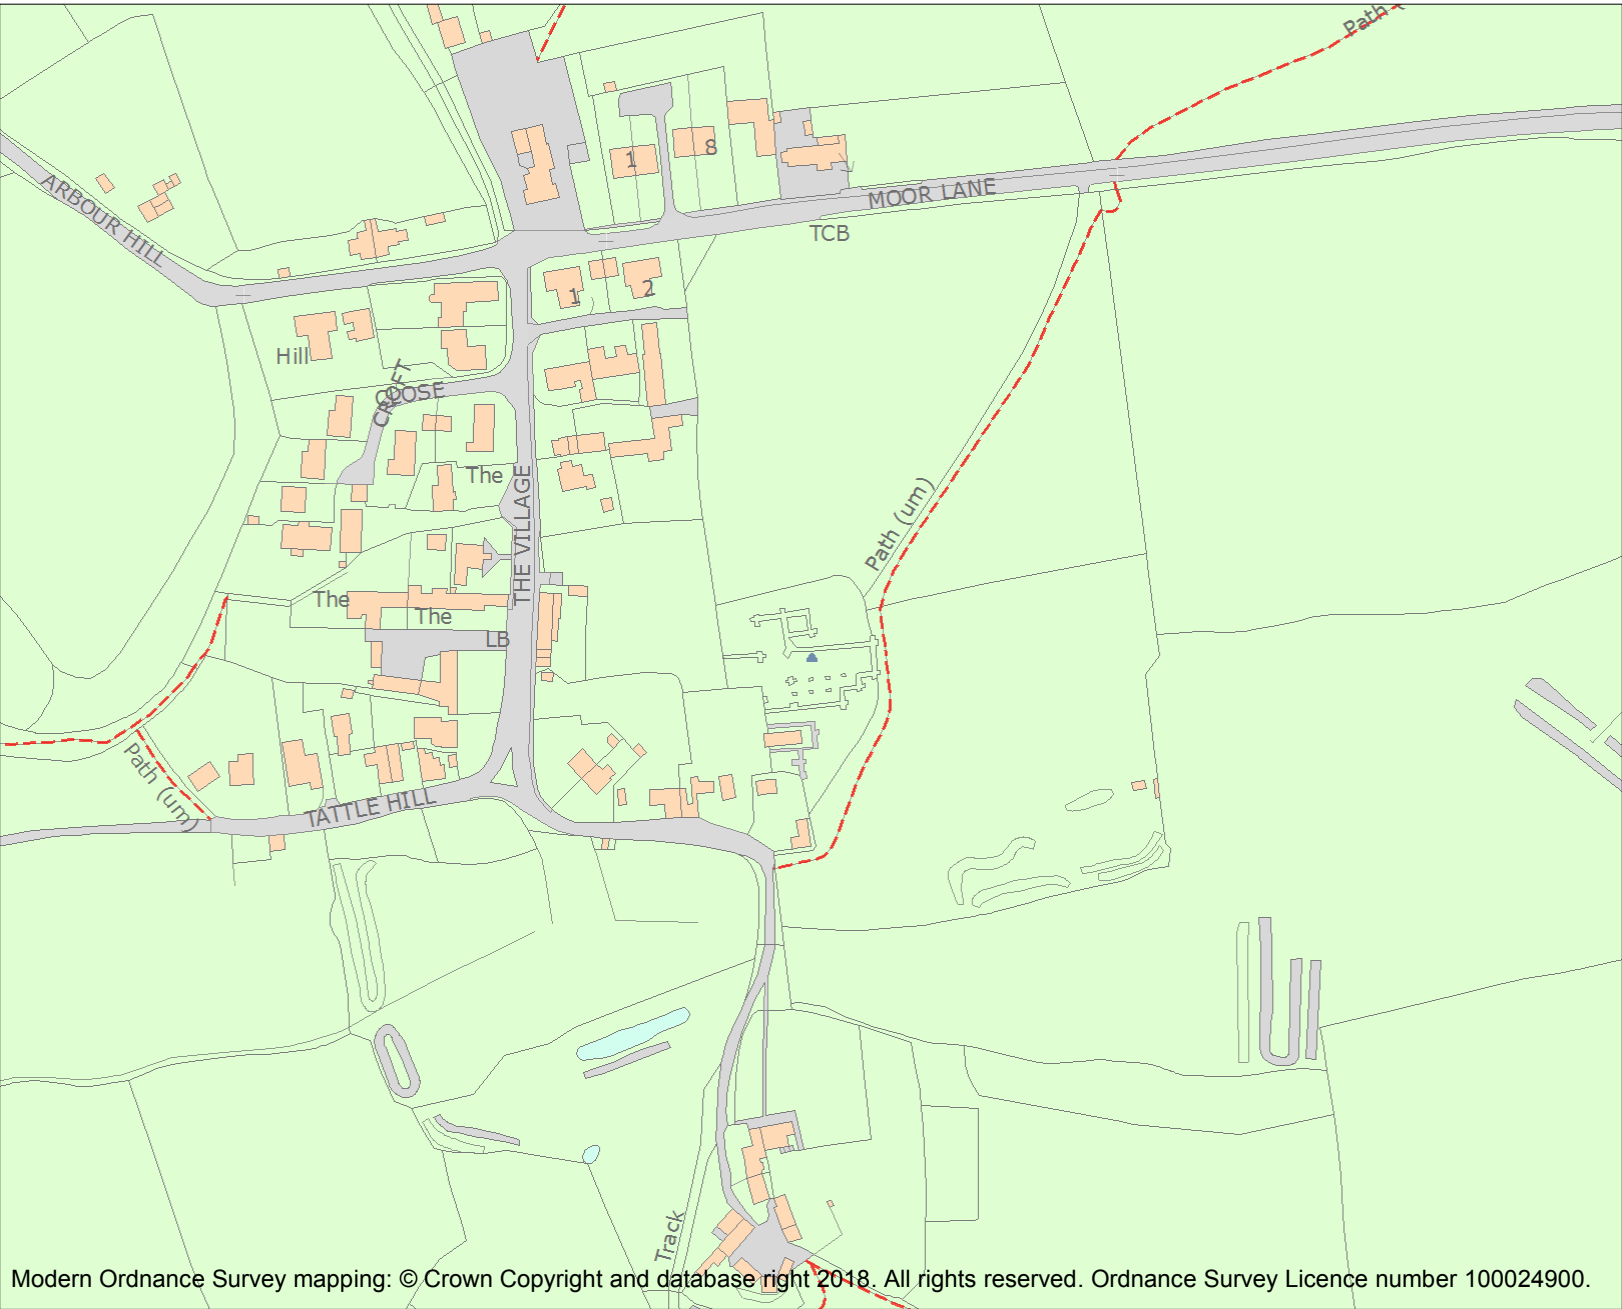 Path
ARBOUR HILL
1
8
MOOR LANE
TCB
1
2
Hill
CROFT
CLOSE
The
THE VILLAGE
Path (um)
The
The
LB
Path (um)
TATTLE HILL
Track
Modern Ordnance Survey mapping: © Crown Copyright and database right 2018. All rights reserved. Ordnance Survey Licence number 100024900.